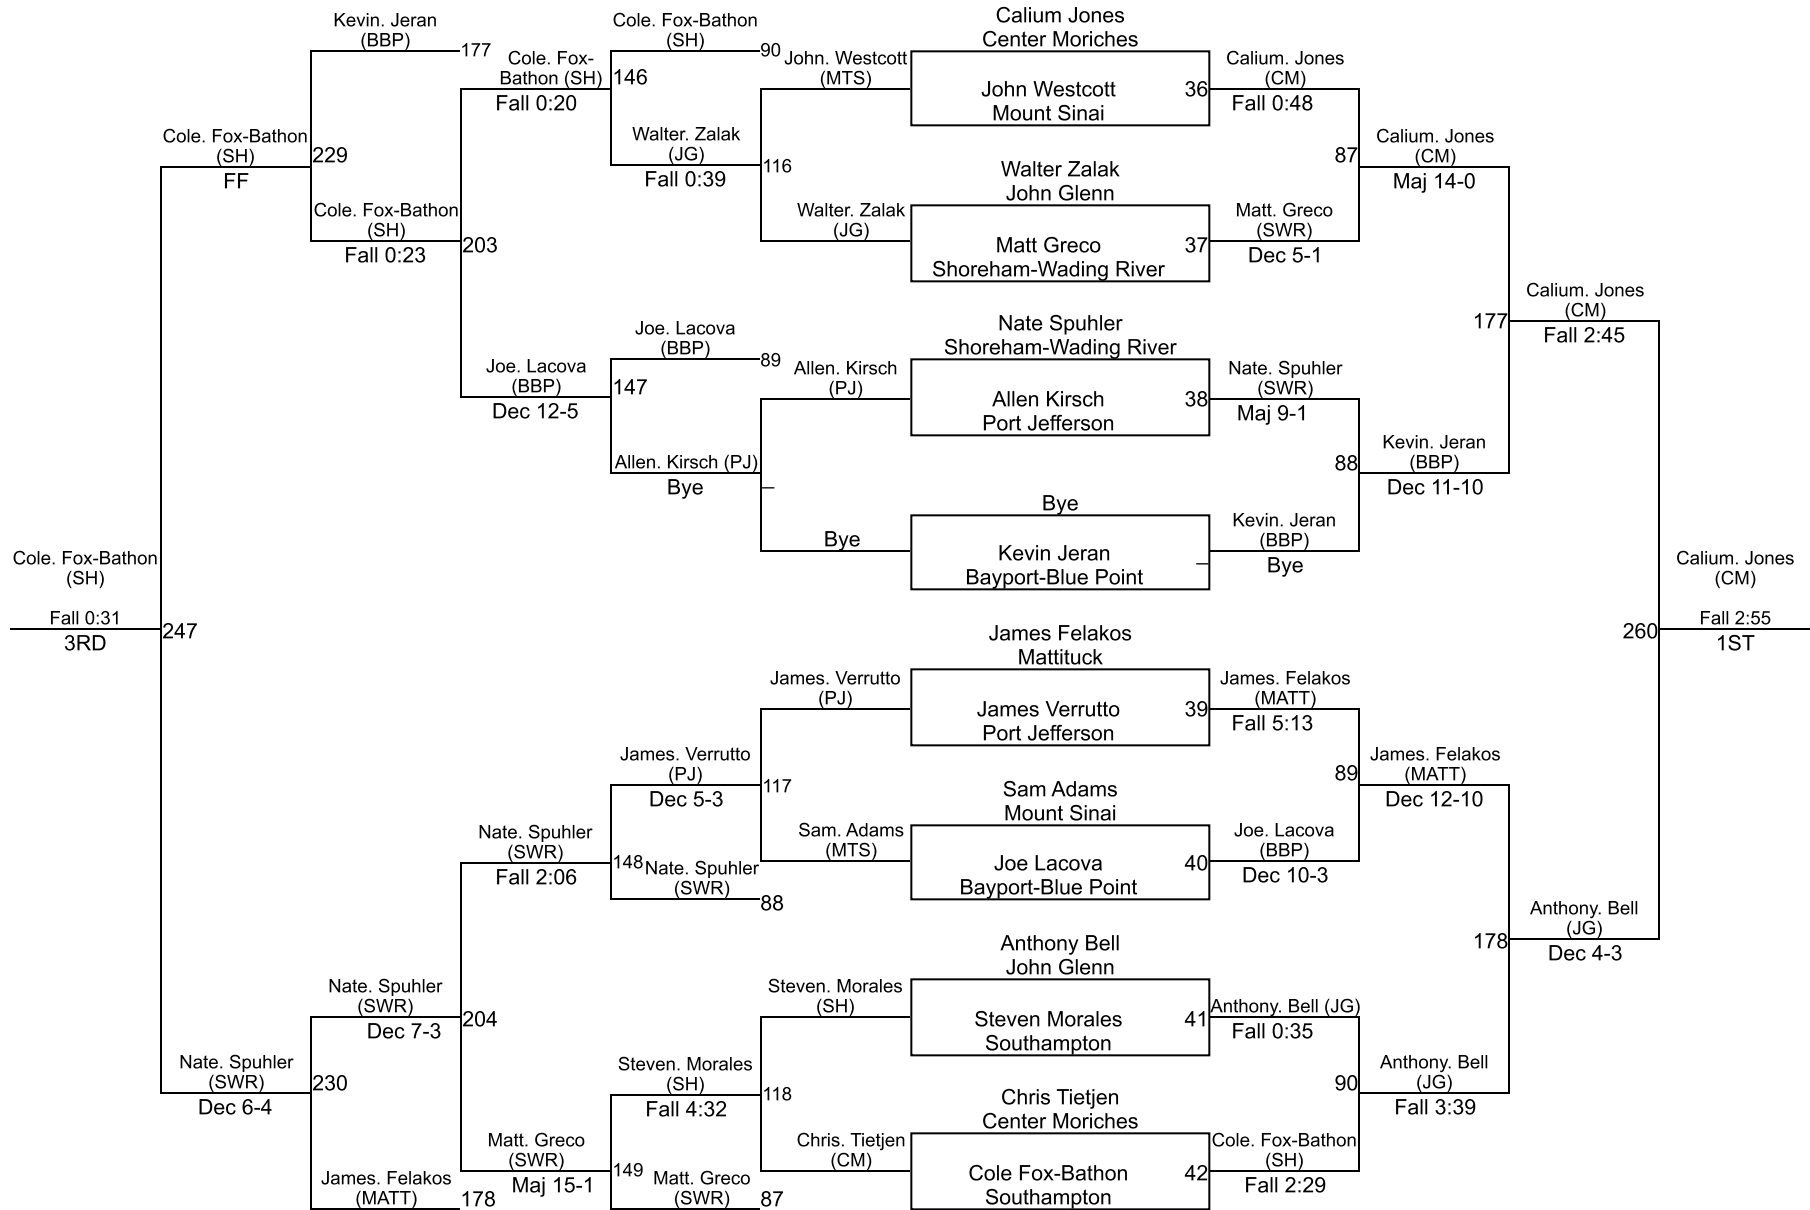 Kevin. Jeran
(BBP)
177
Cole. Fox-Bathon
(SH)
90
Cole. Fox-
Bathon (SH)
146
Fall 0:20
John. Westcott
(MTS)
Calium Jones
Center Moriches
John Westcott
36
Mount Sinai
Calium. Jones
(CM)
Fall 0:48
Cole. Fox-Bathon
(SH)
229
FF
Walter. Zalak
(JG)
116
Fall 0:39
Walter Zalak
John Glenn
87
Calium. Jones
(CM)
Maj 14-0
Cole. Fox-Bathon
(SH)
203
Fall 0:23
Walter. Zalak
(JG)
Matt Greco
37
Shoreham-Wading River
Matt. Greco
(SWR)
Dec 5-1
Joe. Lacova
(BBP)
89
Nate Spuhler
Shoreham-Wading River
177
Calium. Jones
(CM)
Fall 2:45
Joe. Lacova
(BBP)
147
Dec 12-5
Allen. Kirsch
(PJ)
Allen Kirsch
38
Port Jefferson
Nate. Spuhler
(SWR)
Maj 9-1
Allen. Kirsch (PJ)
Bye
88
Kevin. Jeran
(BBP)
Dec 11-10
Bye
Bye
Kevin Jeran
Bayport-Blue Point
Kevin. Jeran
(BBP)
Bye
Cole. Fox-Bathon
(SH)
Fall 0:31
3RD
247
Calium. Jones
(CM)
260
Fall 2:55
1ST
James Felakos
Mattituck
James. Verrutto
(PJ)
James Verrutto
39
Port Jefferson
James. Felakos
(MATT)
Fall 5:13
James. Verrutto
(PJ)
117
Dec 5-3
Sam Adams
Mount Sinai
89
James. Felakos
(MATT)
Dec 12-10
Nate. Spuhler
(SWR)
148
Fall 2:06
Nate. Spuhler
(SWR)
88
Sam. Adams
(MTS)
Joe Lacova
40
Bayport-Blue Point
Joe. Lacova
(BBP)
Dec 10-3
Anthony Bell
John Glenn
178
Anthony. Bell
(JG)
Dec 4-3
Nate. Spuhler
(SWR)
204
Dec 7-3
Steven. Morales
(SH)
Steven Morales
41
Southampton
Anthony. Bell (JG)
Fall 0:35
Nate. Spuhler
(SWR)
230
Dec 6-4
Steven. Morales
(SH)
118
Fall 4:32
Chris Tietjen
Center Moriches
90
Anthony. Bell
(JG)
Fall 3:39
Matt. Greco
(SWR)
149
Maj 15-1
Chris. Tietjen
(CM)
Cole Fox-Bathon
42
Southampton
Cole. Fox-Bathon
(SH)
Fall 2:29
James. Felakos
(MATT)
178
Matt. Greco
(SWR)
87